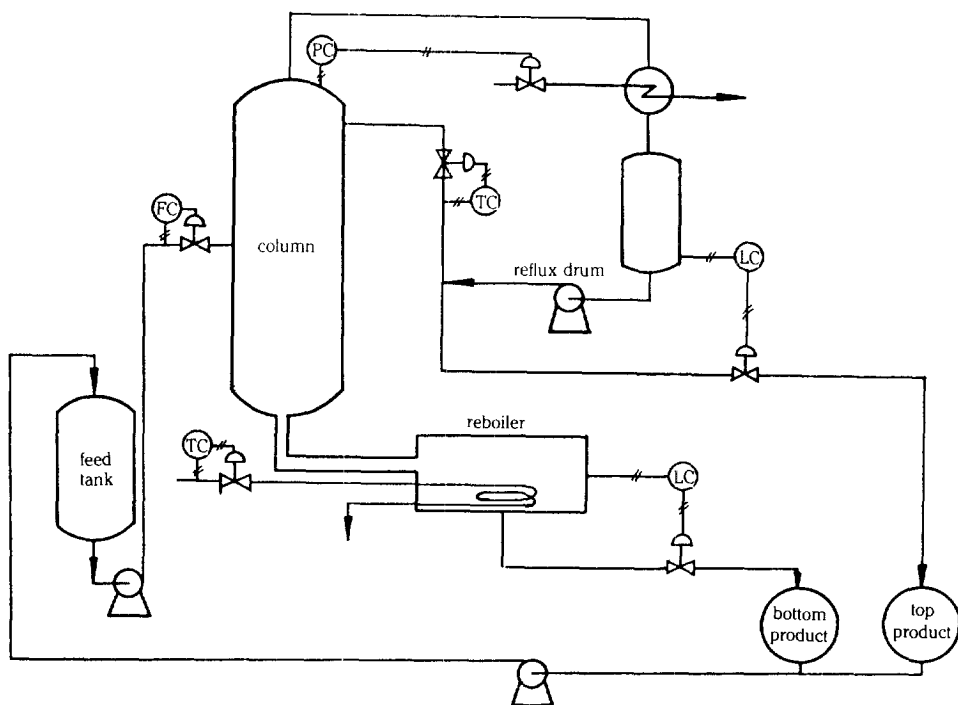 PC
TC
FC
column
reflux drum
LC
reboiler
TC
feed
tank
LC
bottom
product
top
product